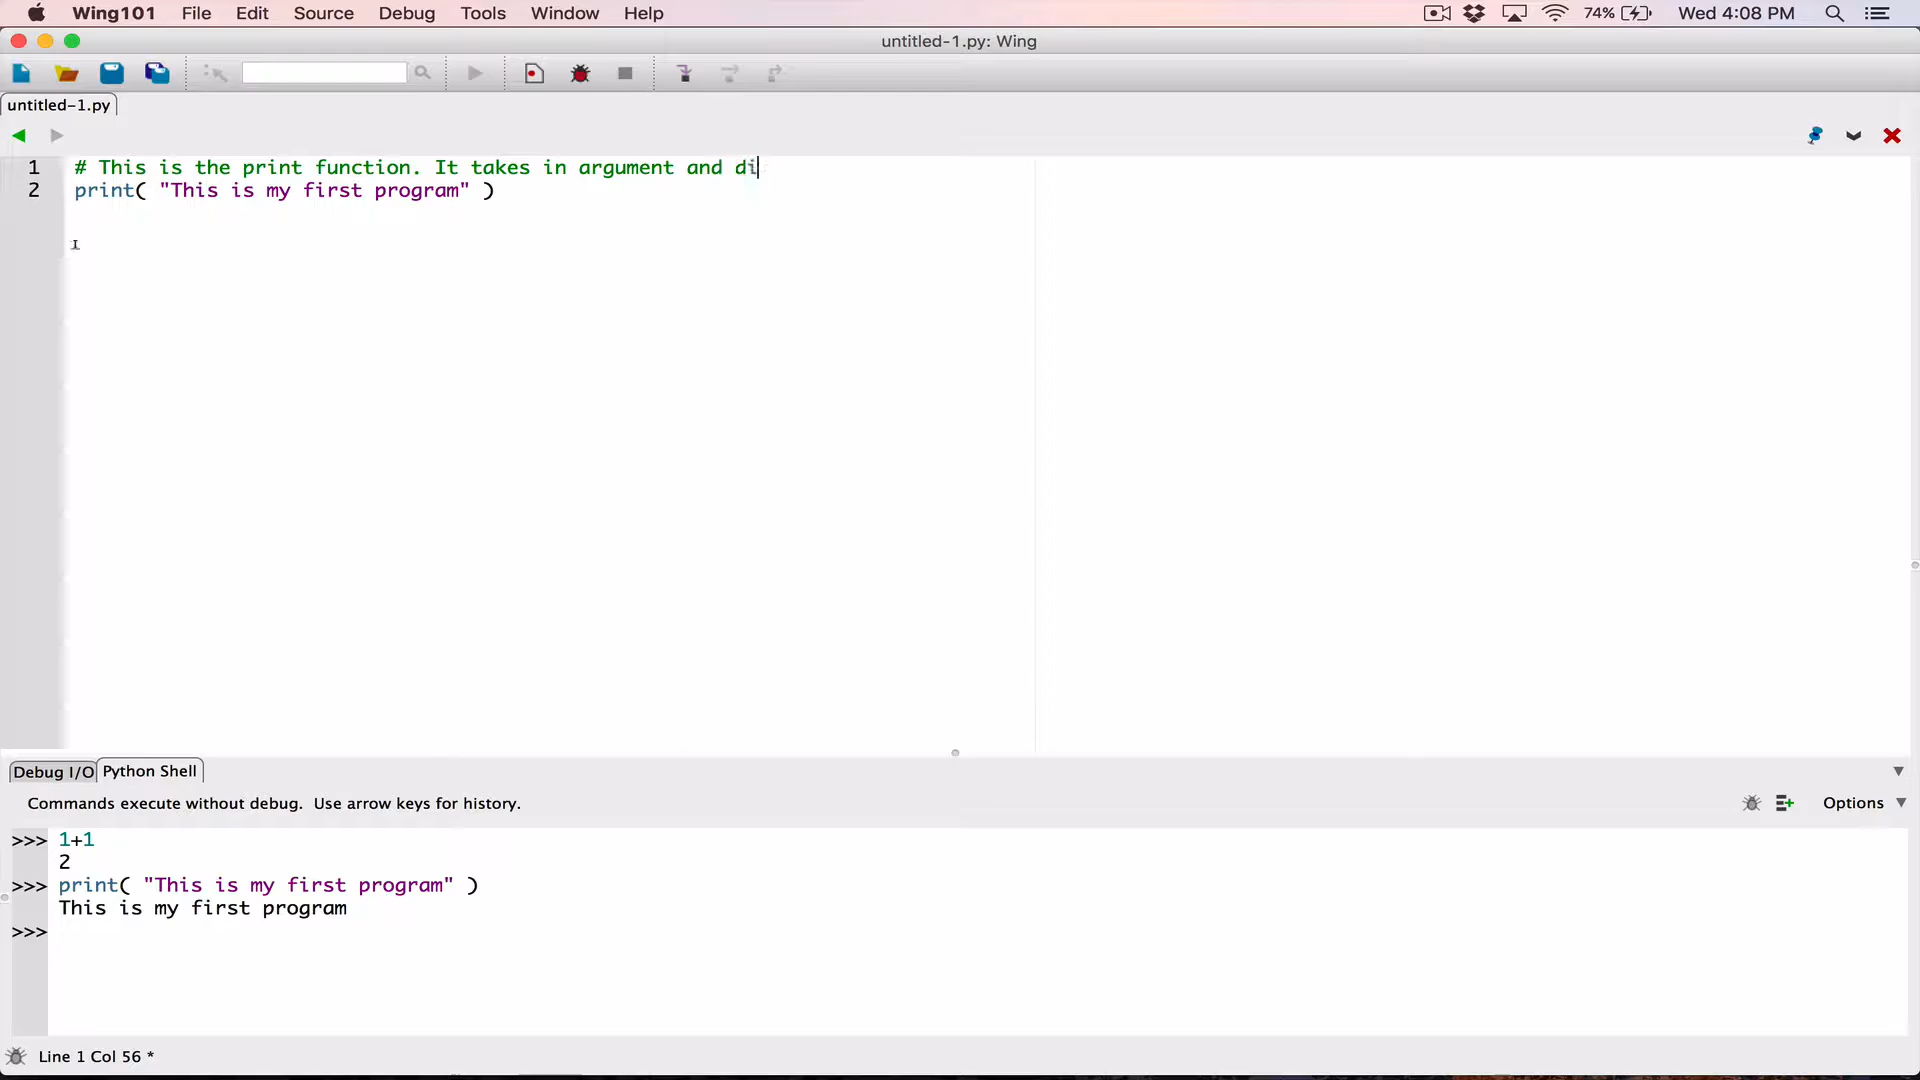 Wing101 File Edit Source Debug Tools Window Help 74% Wed 4:08 PM
untitled-1.py: Wing
untitled-1.py
1 # This is the print function. It takes in argument and di
2 print( "This is my first program" )
Debug I/O Python Shell
Commands execute without debug. Use arrow keys for history. Options
>>> 1+1
2
>>> print( "This is my first program" )
This is my first program
>>>
Line 1 Col 56 *